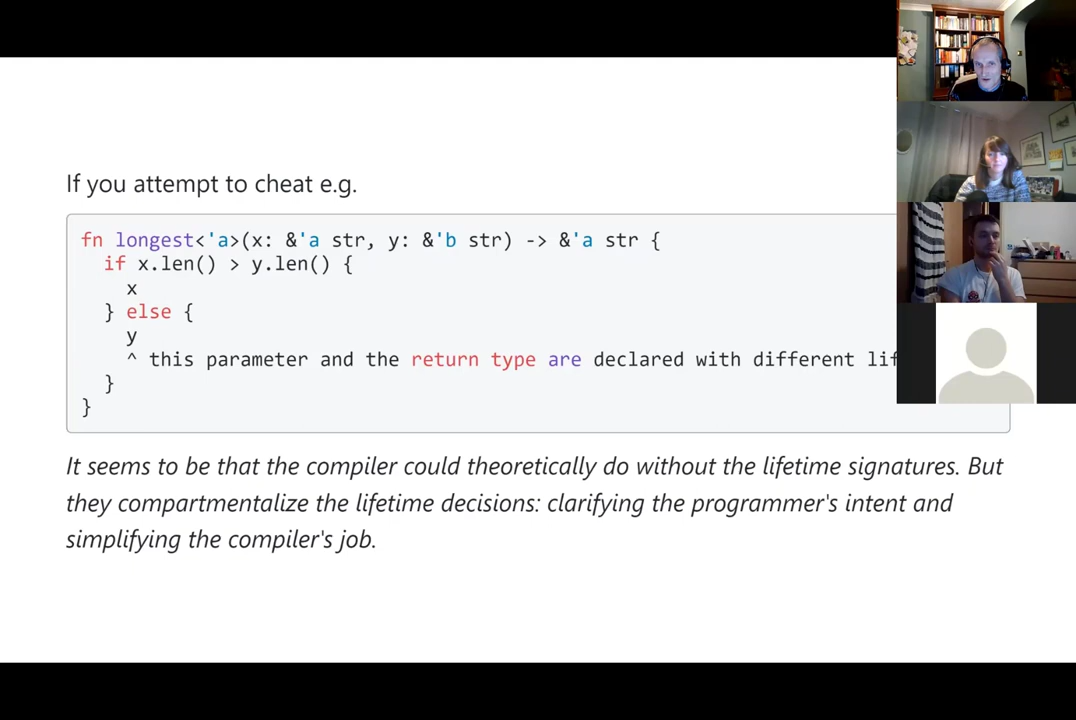 If you attempt to cheat e.g.
fn longest<'a>(x: &'a str, y: &'b str) -> &'a str {
if x.len() > y.len() {
x
} else {
y
^ this parameter and the return type are declared with different lif
}
}
It seems to be that the compiler could theoretically do without the lifetime signatures. But
they compartmentalize the lifetime decisions: clarifying the programmer's intent and
simplifying the compiler's job.